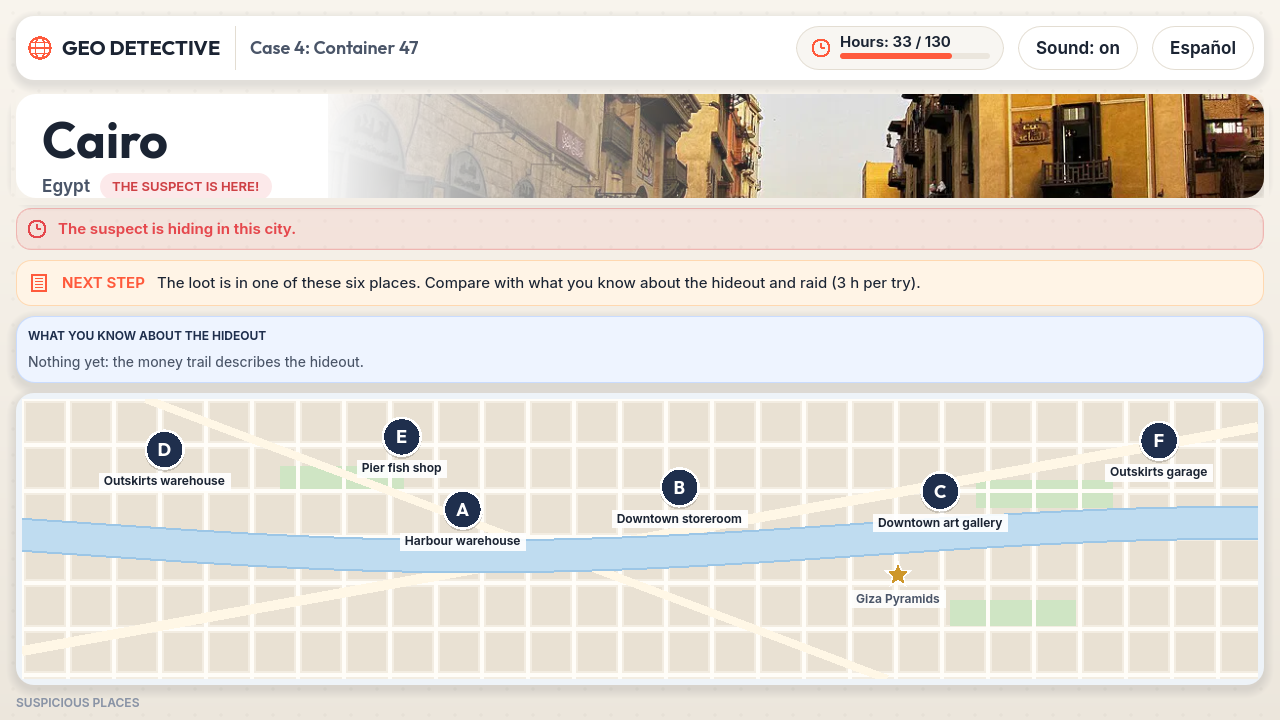 GEO DETECTIVE
Case 4: Container 47
Hours: 33 / 130
Sound: on
Español
Cairo
Egypt
THE SUSPECT IS HERE!
The suspect is hiding in this city.
NEXT STEP The loot is in one of these six places. Compare with what you know about the hideout and raid (3 h per try).
WHAT YOU KNOW ABOUT THE HIDEOUT
Nothing yet: the money trail describes the hideout.
D
Outskirts warehouse
E
Pier fish shop
A
Harbour warehouse
B
Downtown storeroom
C
Downtown art gallery
F
Outskirts garage
Giza Pyramids
SUSPICIOUS PLACES